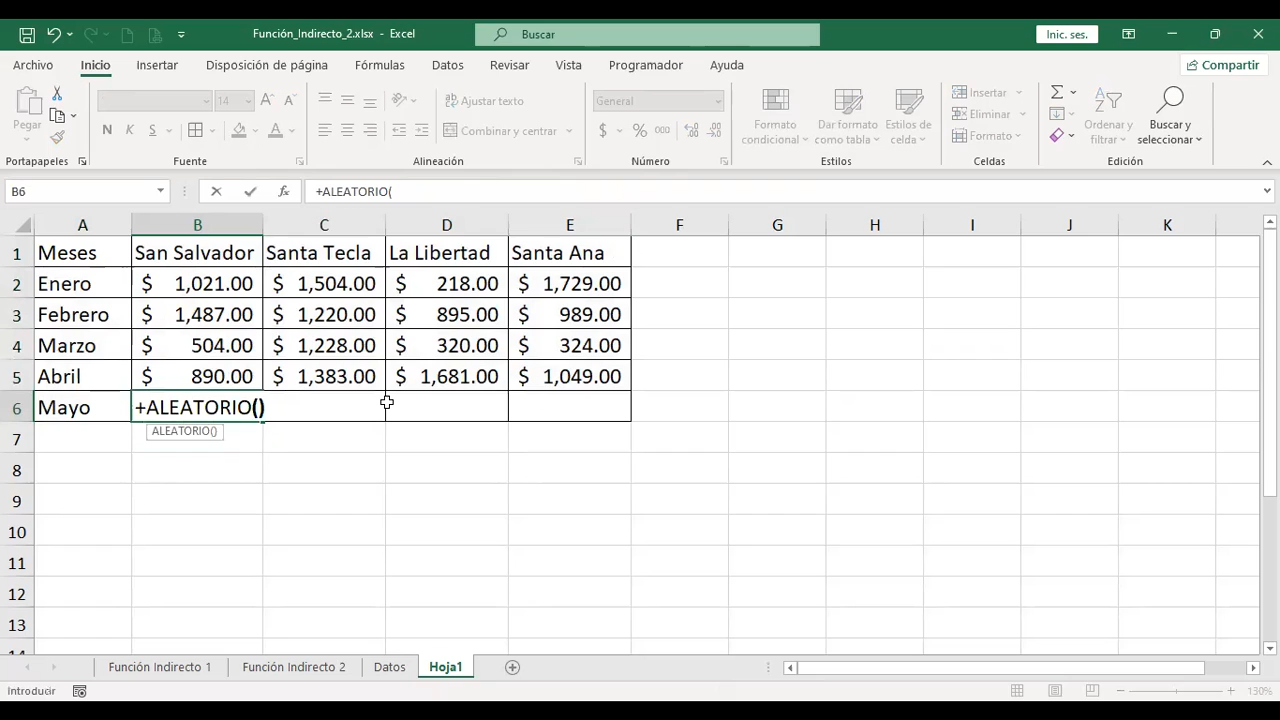 Función_Indirecto_2.xlsx - Excel
Buscar
Inic. ses.
Archivo Inicio Insertar Disposición de página Fórmulas Datos Revisar Vista Programador Ayuda
Compartir
Pegar
Portapapeles
14
N K S
Fuente
Ajustar texto
Combinar y centrar
Alineación
General
$ % 000
Número
Formato condicional
Dar formato como tabla
Estilos de celda
Estilos
Insertar
Eliminar
Formato
Celdas
Ordenar y filtrar
Buscar y seleccionar
Edición
B6
fx
+ALEATORIO(
A B C D E F G H I J K
1 Meses San Salvador Santa Tecla La Libertad Santa Ana
2 Enero $ 1,021.00 $ 1,504.00 $ 218.00 $ 1,729.00
3 Febrero $ 1,487.00 $ 1,220.00 $ 895.00 $ 989.00
4 Marzo $ 504.00 $ 1,228.00 $ 320.00 $ 324.00
5 Abril $ 890.00 $ 1,383.00 $ 1,681.00 $ 1,049.00
6 Mayo +ALEATORIO()
7 ALEATORIO()
8
9
10
11
12
13
Función Indirecto 1 Función Indirecto 2 Datos Hoja1
Introducir
130%